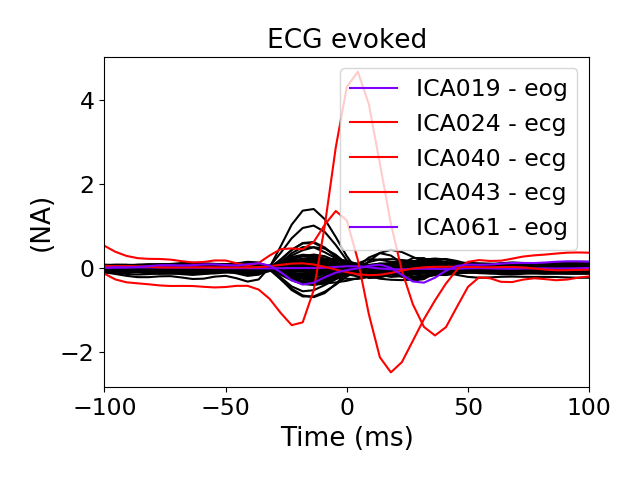 ECG evoked
(NA)
4
2
0
−2
ICA019 - eog
ICA024 - ecg
ICA040 - ecg
ICA043 - ecg
ICA061 - eog
−100
−50
0
50
100
Time (ms)